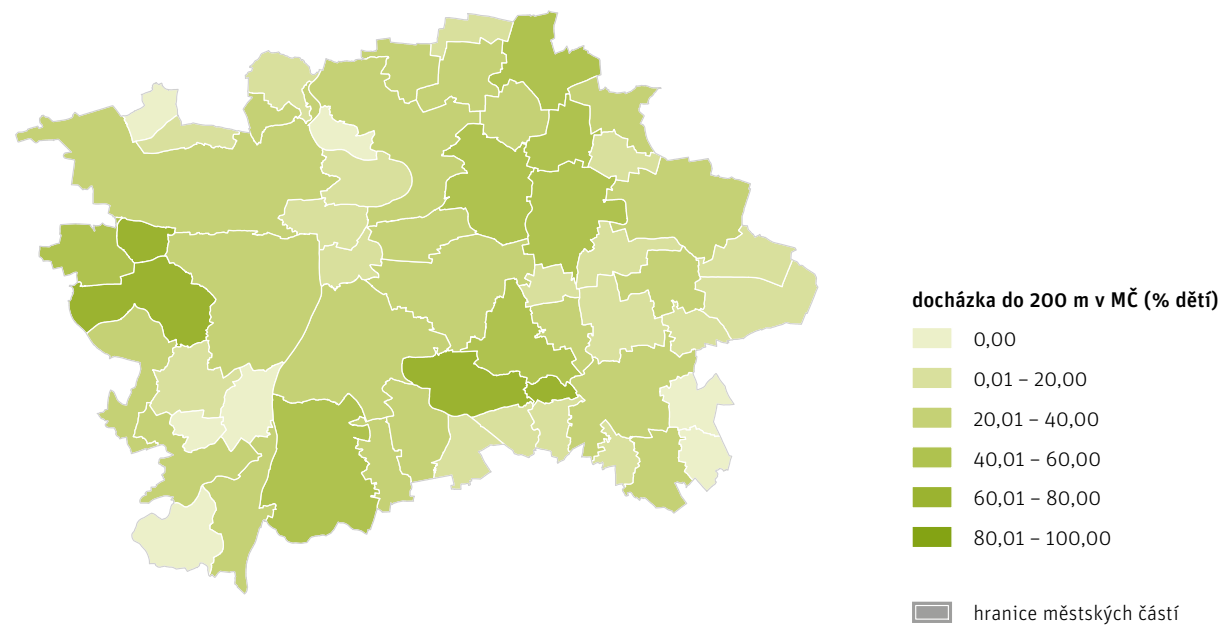 docházka do 200 m v MČ (% dětí)
0,00
0,01 – 20,00
20,01 – 40,00
40,01 – 60,00
60,01 – 80,00
80,01 – 100,00
hranice městských částí